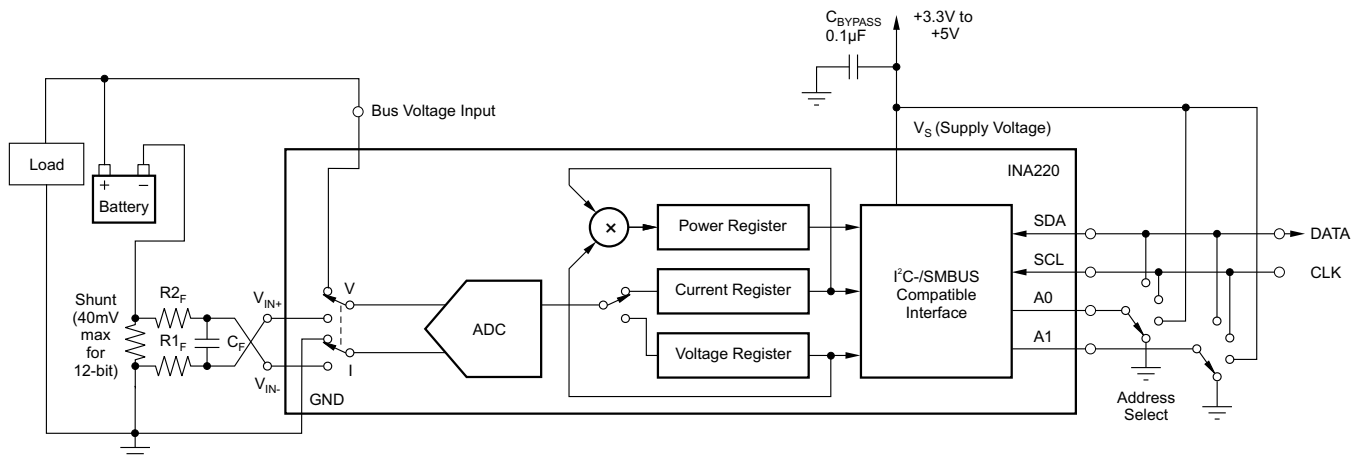 C_BYPASS
0.1µF
+3.3V to
+5V
Bus Voltage Input
V_S (Supply Voltage)
Load
+ −
Battery
INA220
×
Power Register
Current Register
Voltage Register
ADC
I²C-/SMBUS
Compatible
Interface
SDA
SCL
A0
A1
DATA
CLK
Shunt
(40mV
max
for
12-bit)
R2_F
R1_F
C_F
V_IN+
V_IN-
V
I
GND
Address
Select